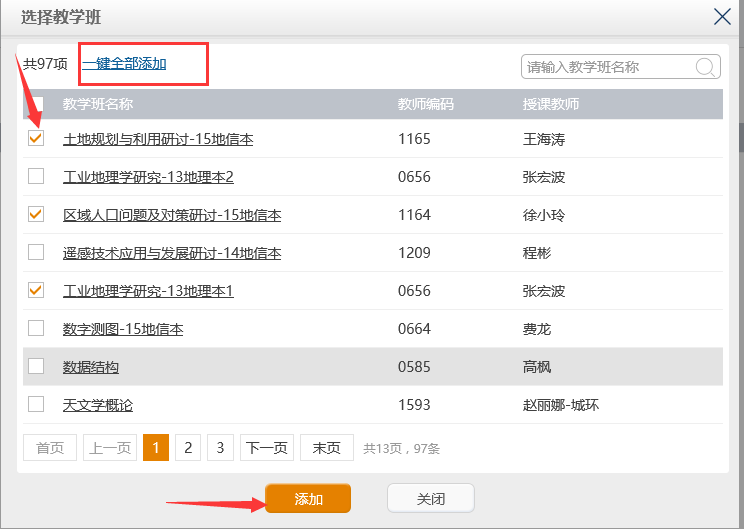 选择教学班
共97项 一键全部添加 请输入教学班名称
教学班名称 教师编码 授课教师
土地规划与利用研讨-15地信本 1165 王海涛
工业地理学研究-13地理本2 0656 张宏波
区域人口问题及对策研讨-15地信本 1164 徐小玲
遥感技术应用与发展研讨-14地信本 1209 程彬
工业地理学研究-13地理本1 0656 张宏波
数字测图-15地信本 0664 费龙
数据结构 0585 高枫
天文学概论 1593 赵丽娜-城环
首页 上一页 1 2 3 下一页 末页 共13页，97条
添加 关闭